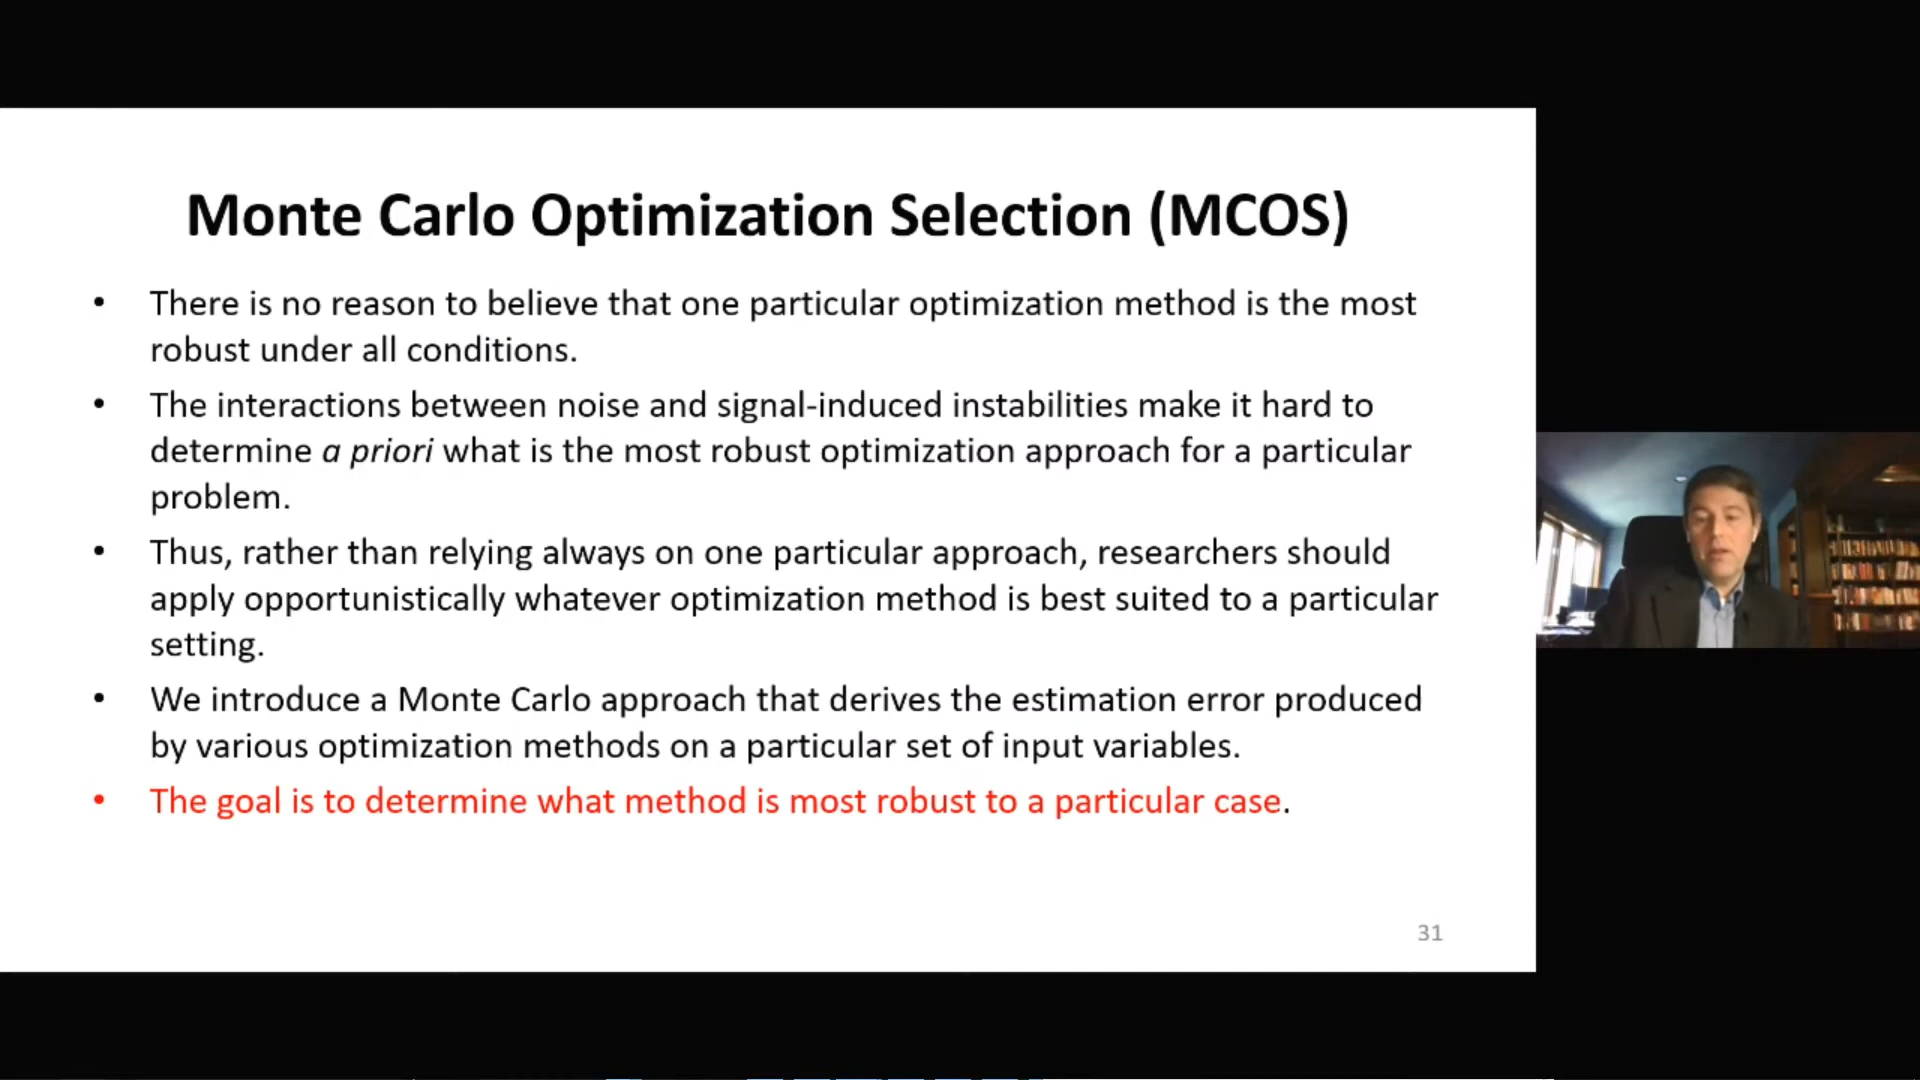 Monte Carlo Optimization Selection (MCOS)
• There is no reason to believe that one particular optimization method is the most
robust under all conditions.
• The interactions between noise and signal-induced instabilities make it hard to
determine a priori what is the most robust optimization approach for a particular
problem.
• Thus, rather than relying always on one particular approach, researchers should
apply opportunistically whatever optimization method is best suited to a particular
setting.
• We introduce a Monte Carlo approach that derives the estimation error produced
by various optimization methods on a particular set of input variables.
• The goal is to determine what method is most robust to a particular case.
31